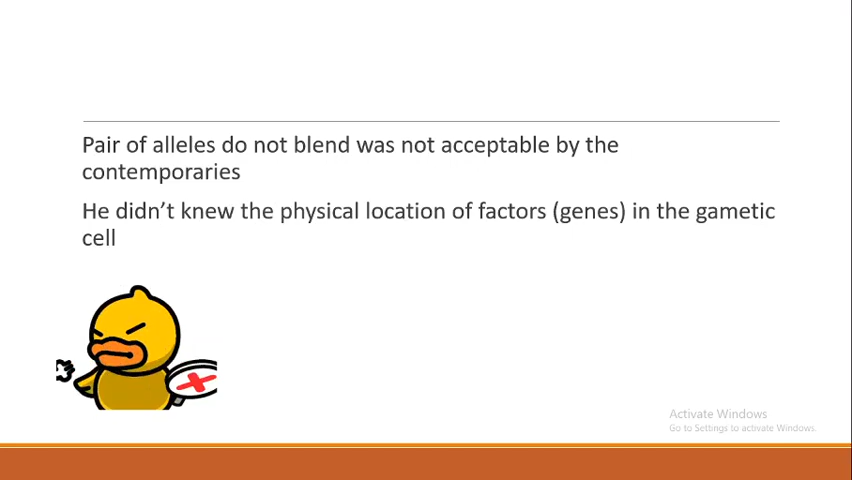 Pair of alleles do not blend was not acceptable by the
contemporaries
He didn’t knew the physical location of factors (genes) in the gametic
cell
Activate Windows
Go to Settings to activate Windows.